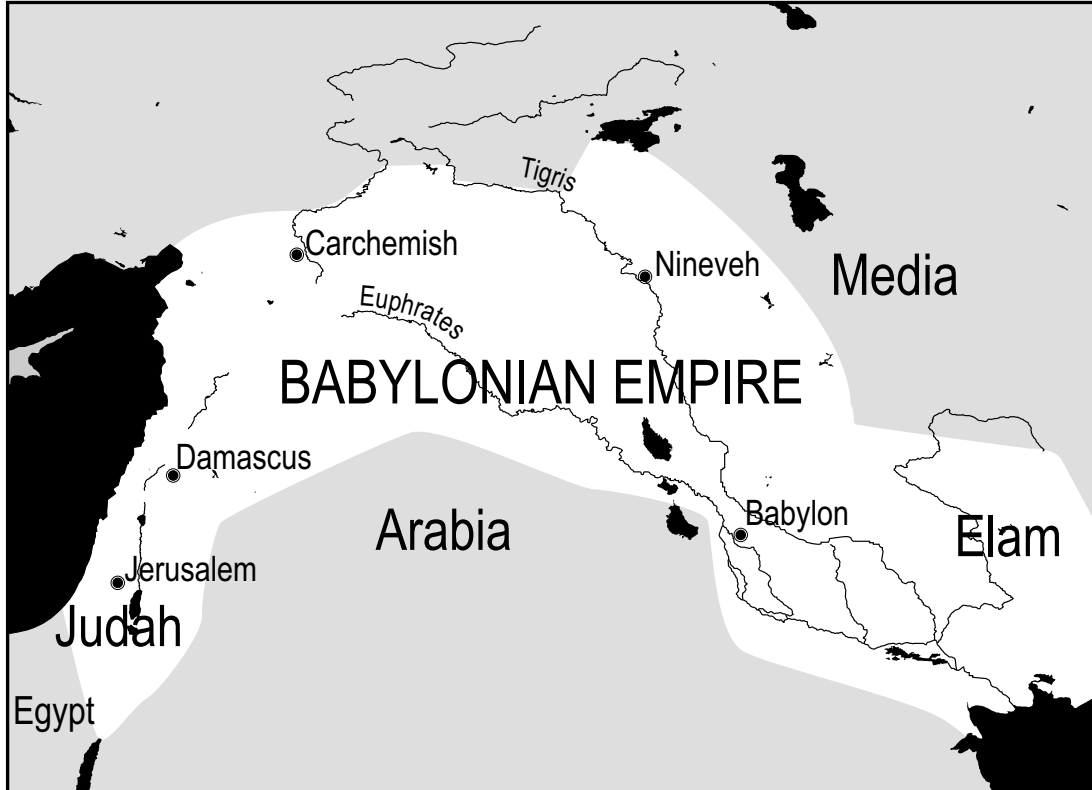 Tigris
Carchemish
Nineveh
Media
Euphrates
BABYLONIAN EMPIRE
Damascus
Arabia
Babylon
Elam
Jerusalem
Judah
Egypt